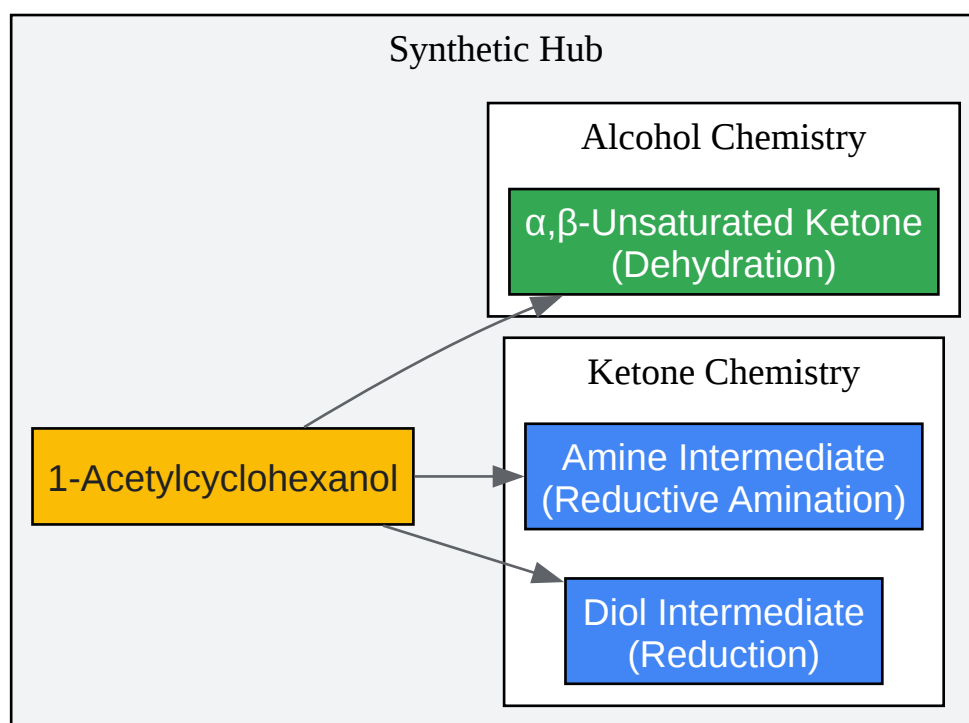 Synthetic Hub
Alcohol Chemistry
α,β-Unsaturated Ketone
(Dehydration)
Ketone Chemistry
1-Acetylcyclohexanol
Amine Intermediate
(Reductive Amination)
Diol Intermediate
(Reduction)